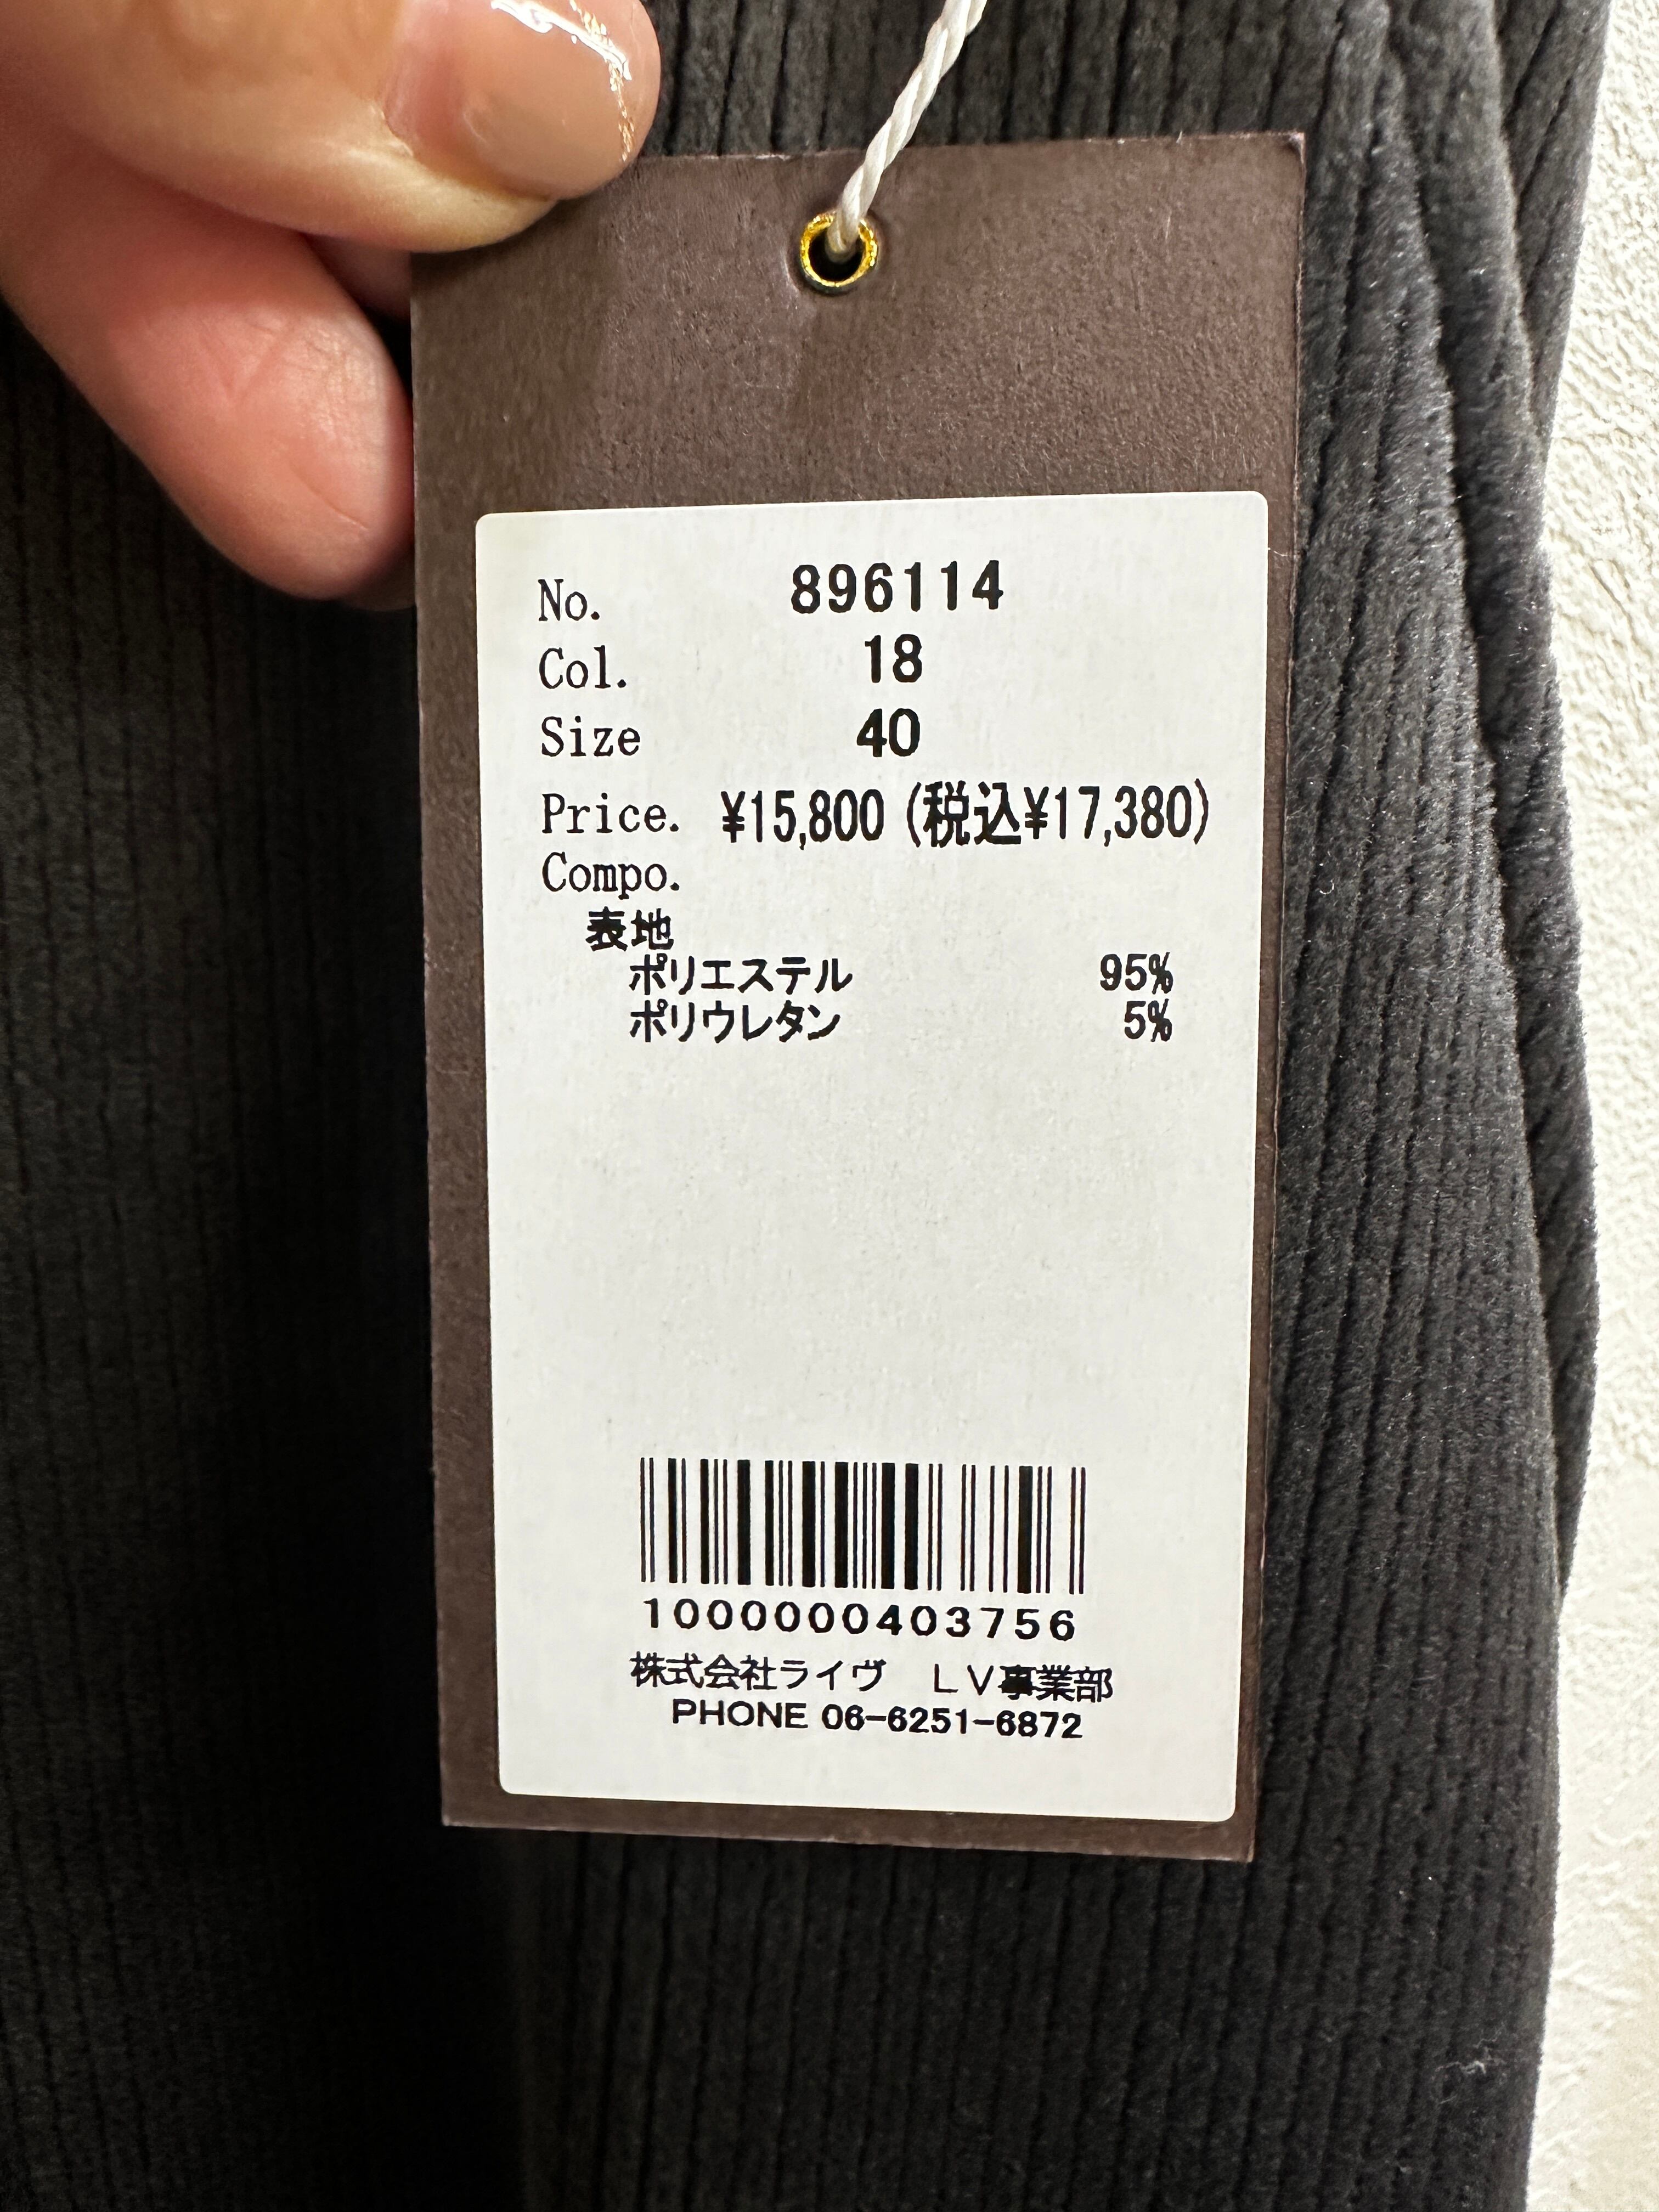 No. 896114
Col. 18
Size 40
Price. ¥15,800 (税込¥17,380)
Compo.
表地
ポリエステル 95%
ポリウレタン 5%
1000000403756
株式会社ライヴ　ＬＶ事業部
PHONE 06-6251-6872